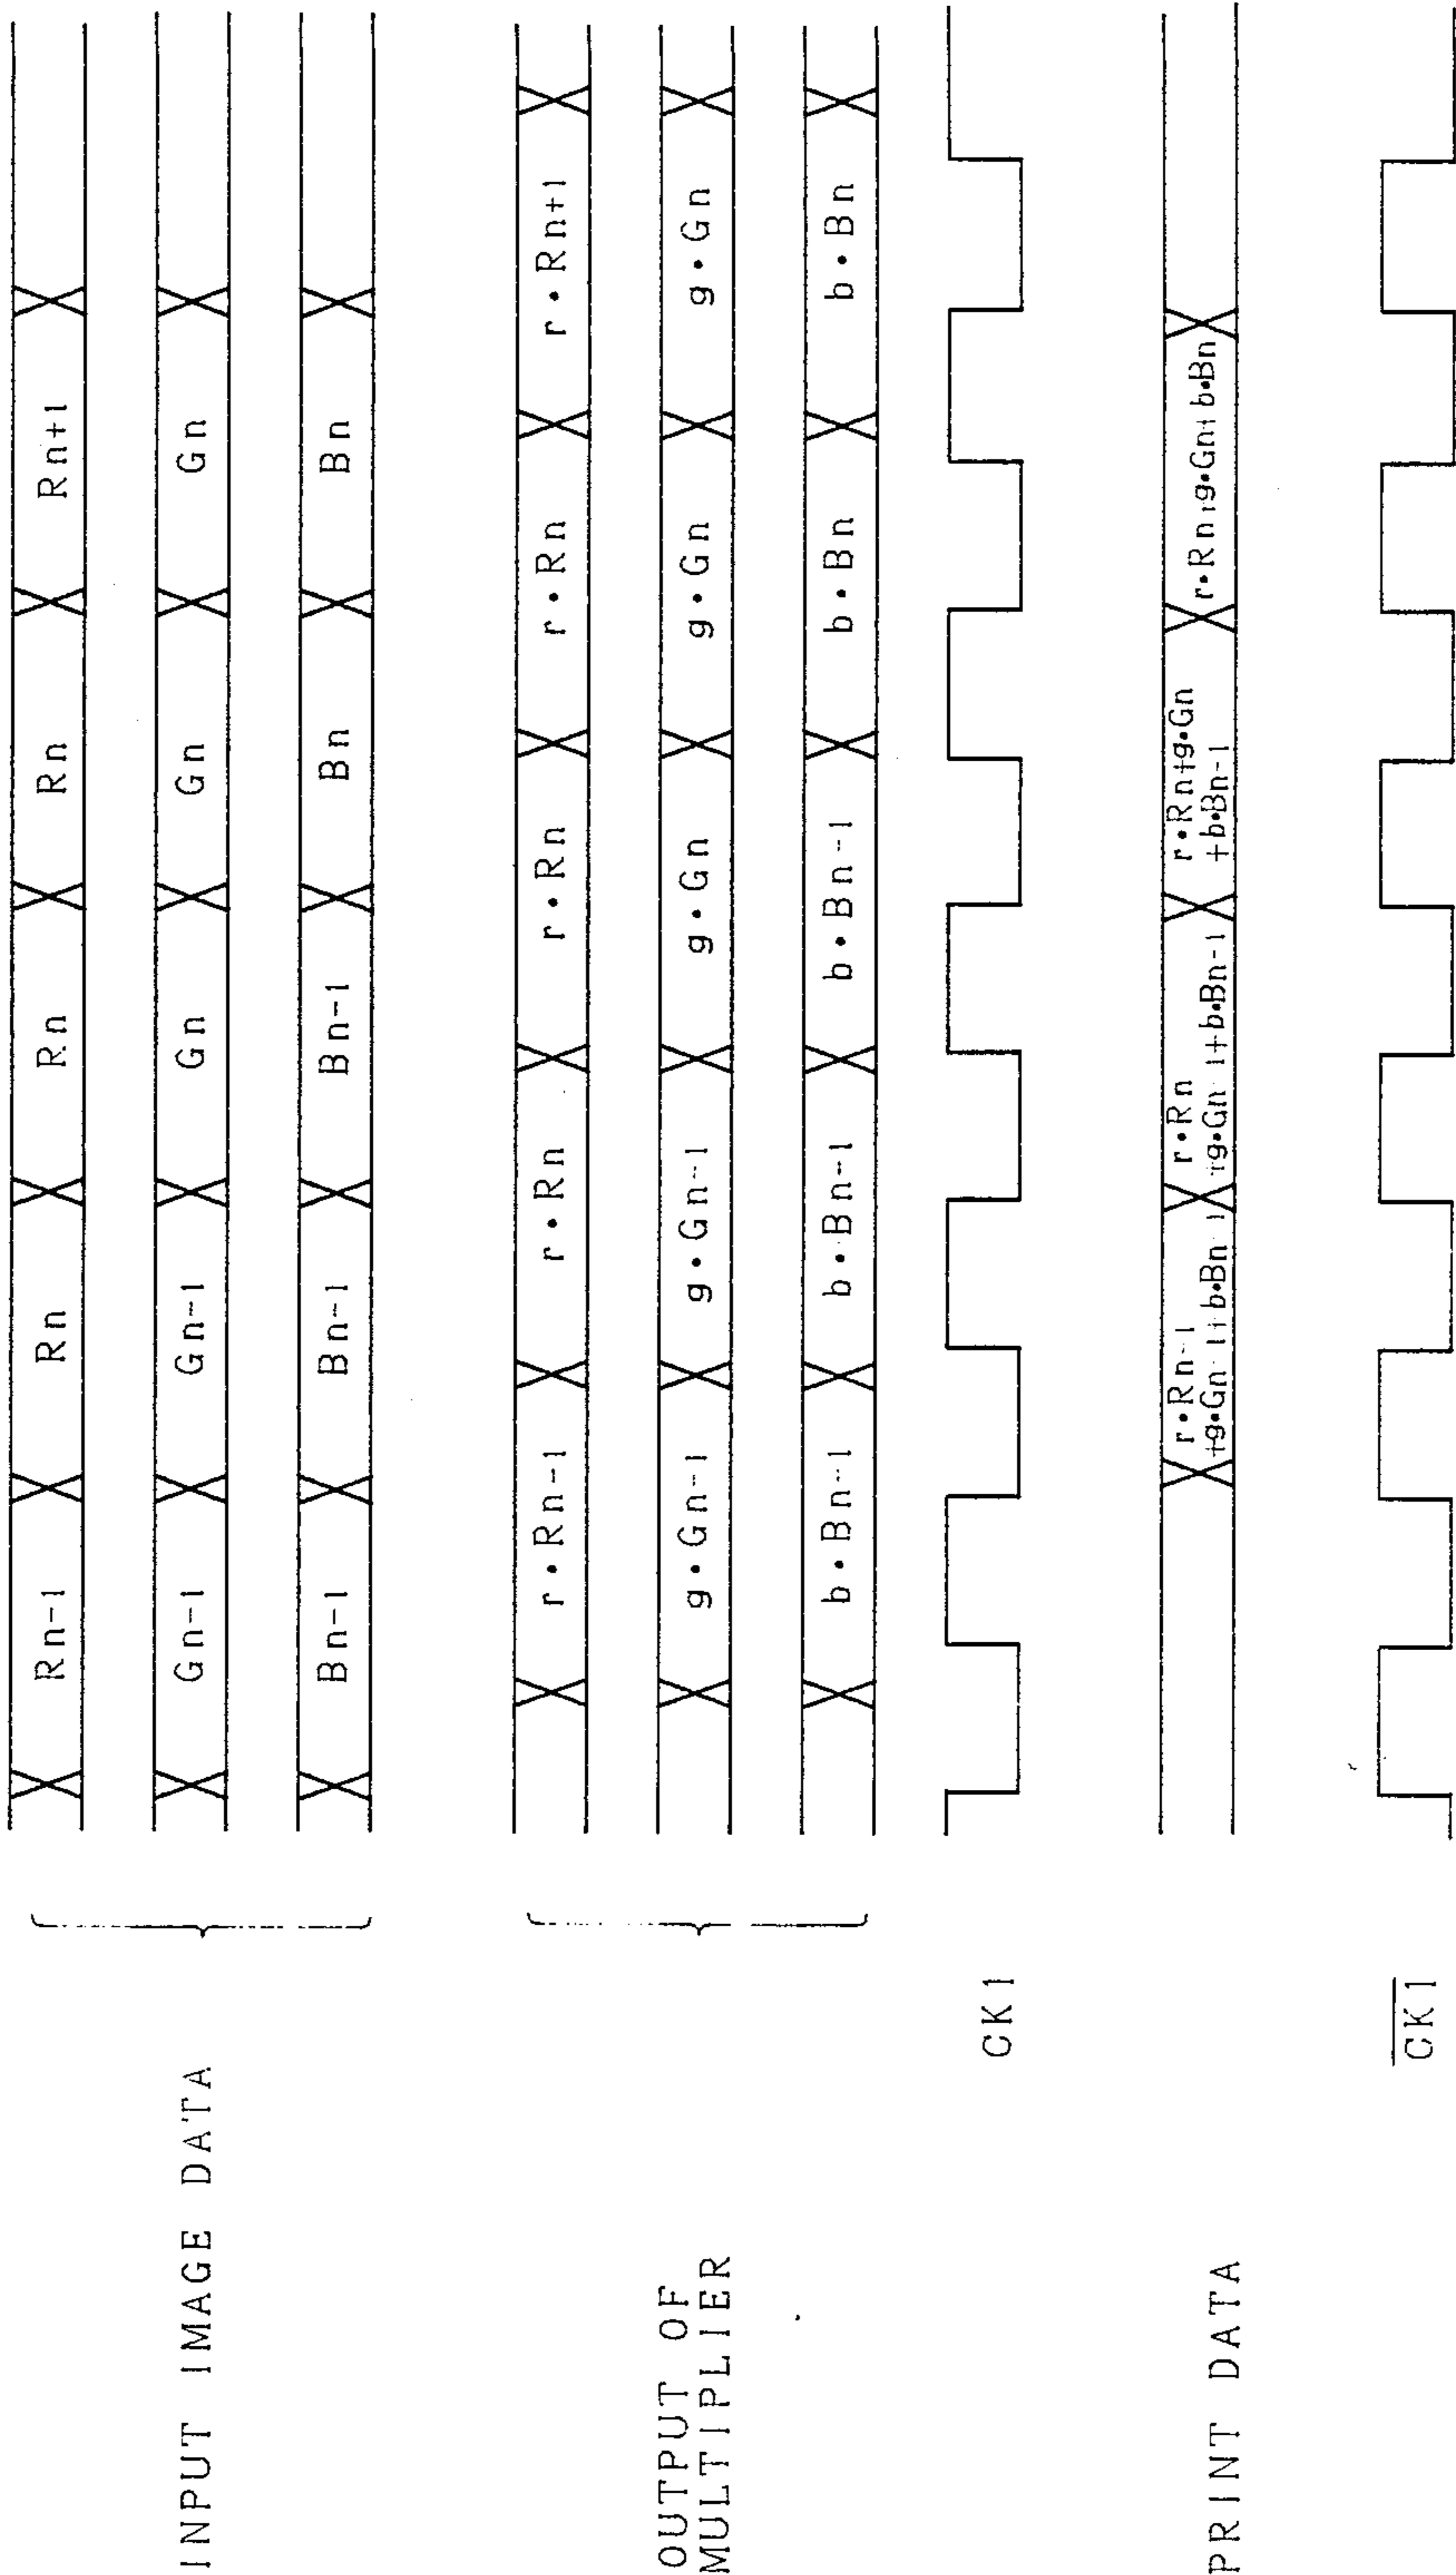 INPUT IMAGE DATA
Rn-1 Rn Rn Rn Rn+1
Gn-1 Gn-1 Gn Gn Gn
Bn-1 Bn-1 Bn-1 Bn Bn
OUTPUT OF
MULTIPLIER
r•Rn-1 r•Rn r•Rn r•Rn r•Rn+1
g•Gn-1 g•Gn-1 g•Gn g•Gn g•Gn
b•Bn-1 b•Bn-1 b•Bn-1 b•Bn b•Bn
CK1
PRINT DATA
r•Rn-1
+g•Gn-1+b•Bn-1
r•Rn
+g•Gn-1+b•Bn-1
r•Rn+g•Gn
+b•Bn-1
r•Rn+g•Gn+b•Bn
C̅K̅1̅